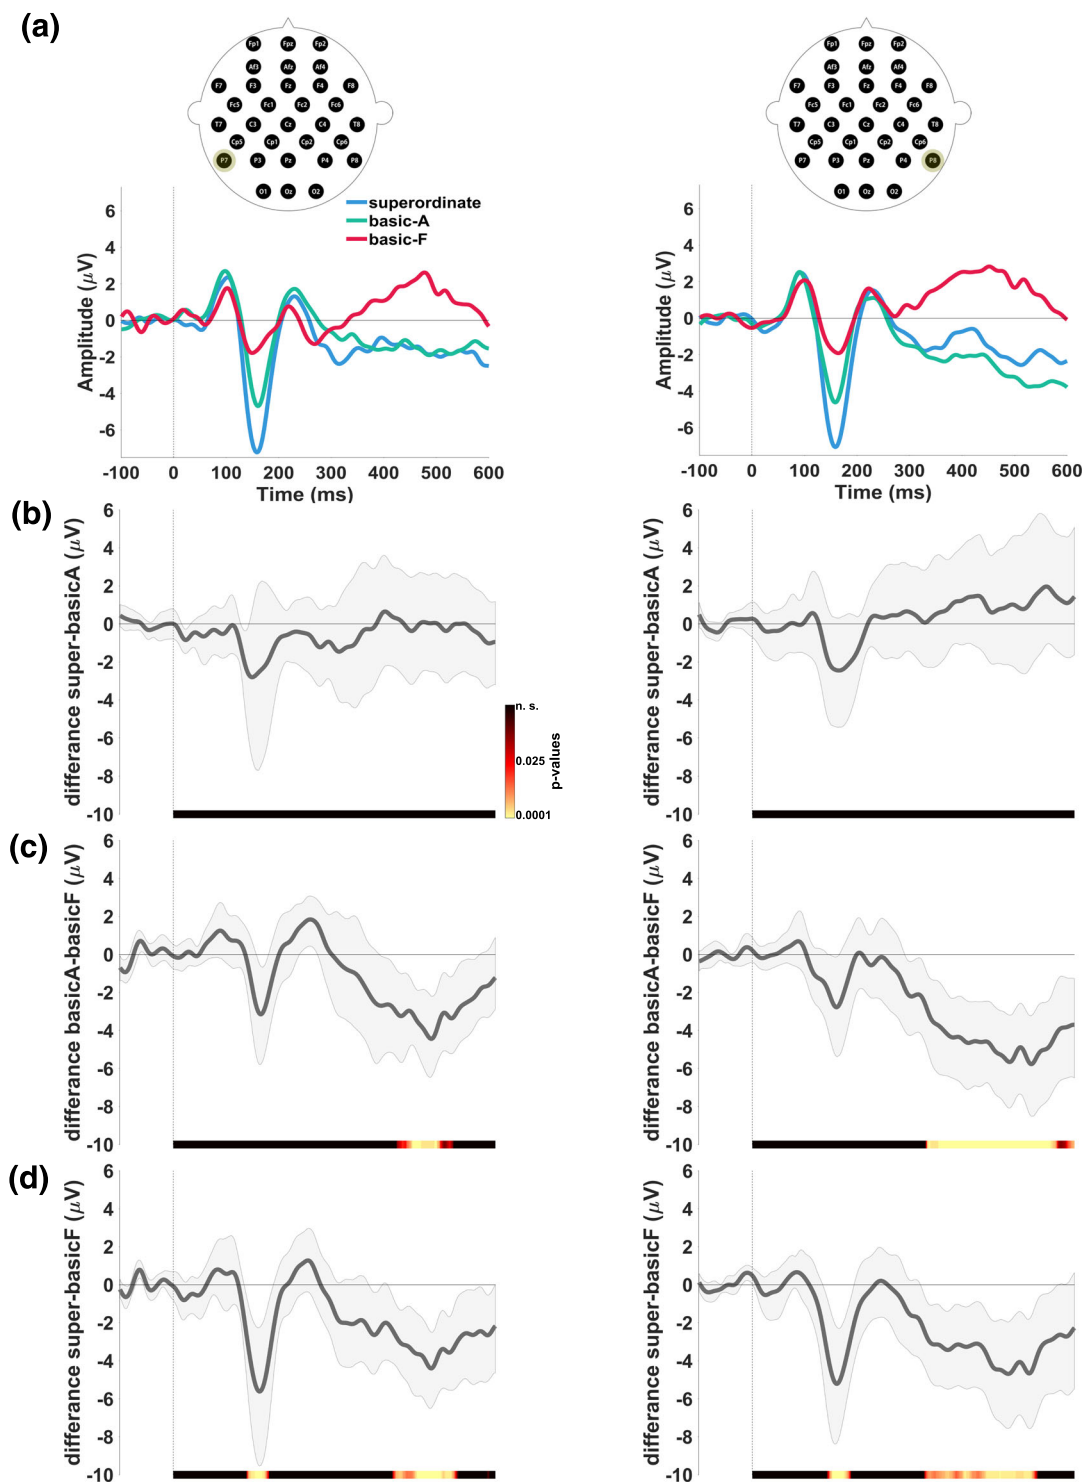 (a)
Fp1 Fpz Fp2
Af3 Afz Af4
F7 F3 Fz F4 F8
Fc5 Fc1 Fc2 Fc6
T7 C3 Cz C4 T8
Cp5 Cp1 Cp2 Cp6
P7 P3 Pz P4 P8
O1 Oz O2
Fp1 Fpz Fp2
Af3 Afz Af4
F7 F3 Fz F4 F8
Fc5 Fc1 Fc2 Fc6
T7 C3 Cz C4 T8
Cp5 Cp1 Cp2 Cp6
P7 P3 Pz P4 P8
O1 Oz O2
superordinate
basic-A
basic-F
Amplitude (μV)
6
4
2
0
-2
-4
-6
-100 0 100 200 300 400 500 600
Time (ms)
Amplitude (μV)
6
4
2
0
-2
-4
-6
-100 0 100 200 300 400 500 600
Time (ms)
(b)
differance super-basicA (μV)
6
4
2
0
-2
-4
-6
-8
-10
n. s.
0.025
0.0001
p-values
differance super-basicA (μV)
6
4
2
0
-2
-4
-6
-8
-10
(c)
differance basicA-basicF (μV)
6
4
2
0
-2
-4
-6
-8
-10
differance basicA-basicF (μV)
6
4
2
0
-2
-4
-6
-8
-10
(d)
differance super-basicF (μV)
6
4
2
0
-2
-4
-6
-8
-10
differance super-basicF (μV)
6
4
2
0
-2
-4
-6
-8
-10